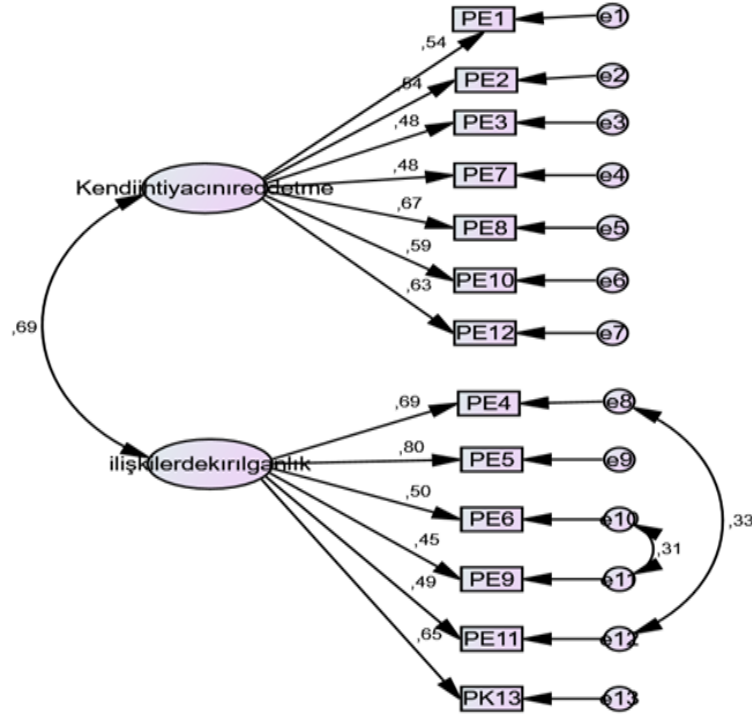 PE1
e1
,54
PE2
e2
PE3
e3
,48
PE7
e4
,48
Kendiihtiyacınıreddetme
PE8
e5
,67
PE10
e6
,59
PE12
e7
,63
,69
PE4
e8
,69
PE5
e9
,80
ilişkilerdekırılganlık
PE6
e10
,50
,33
PE9
e11
,45
,31
PE11
e12
,49
PK13
e13
,65